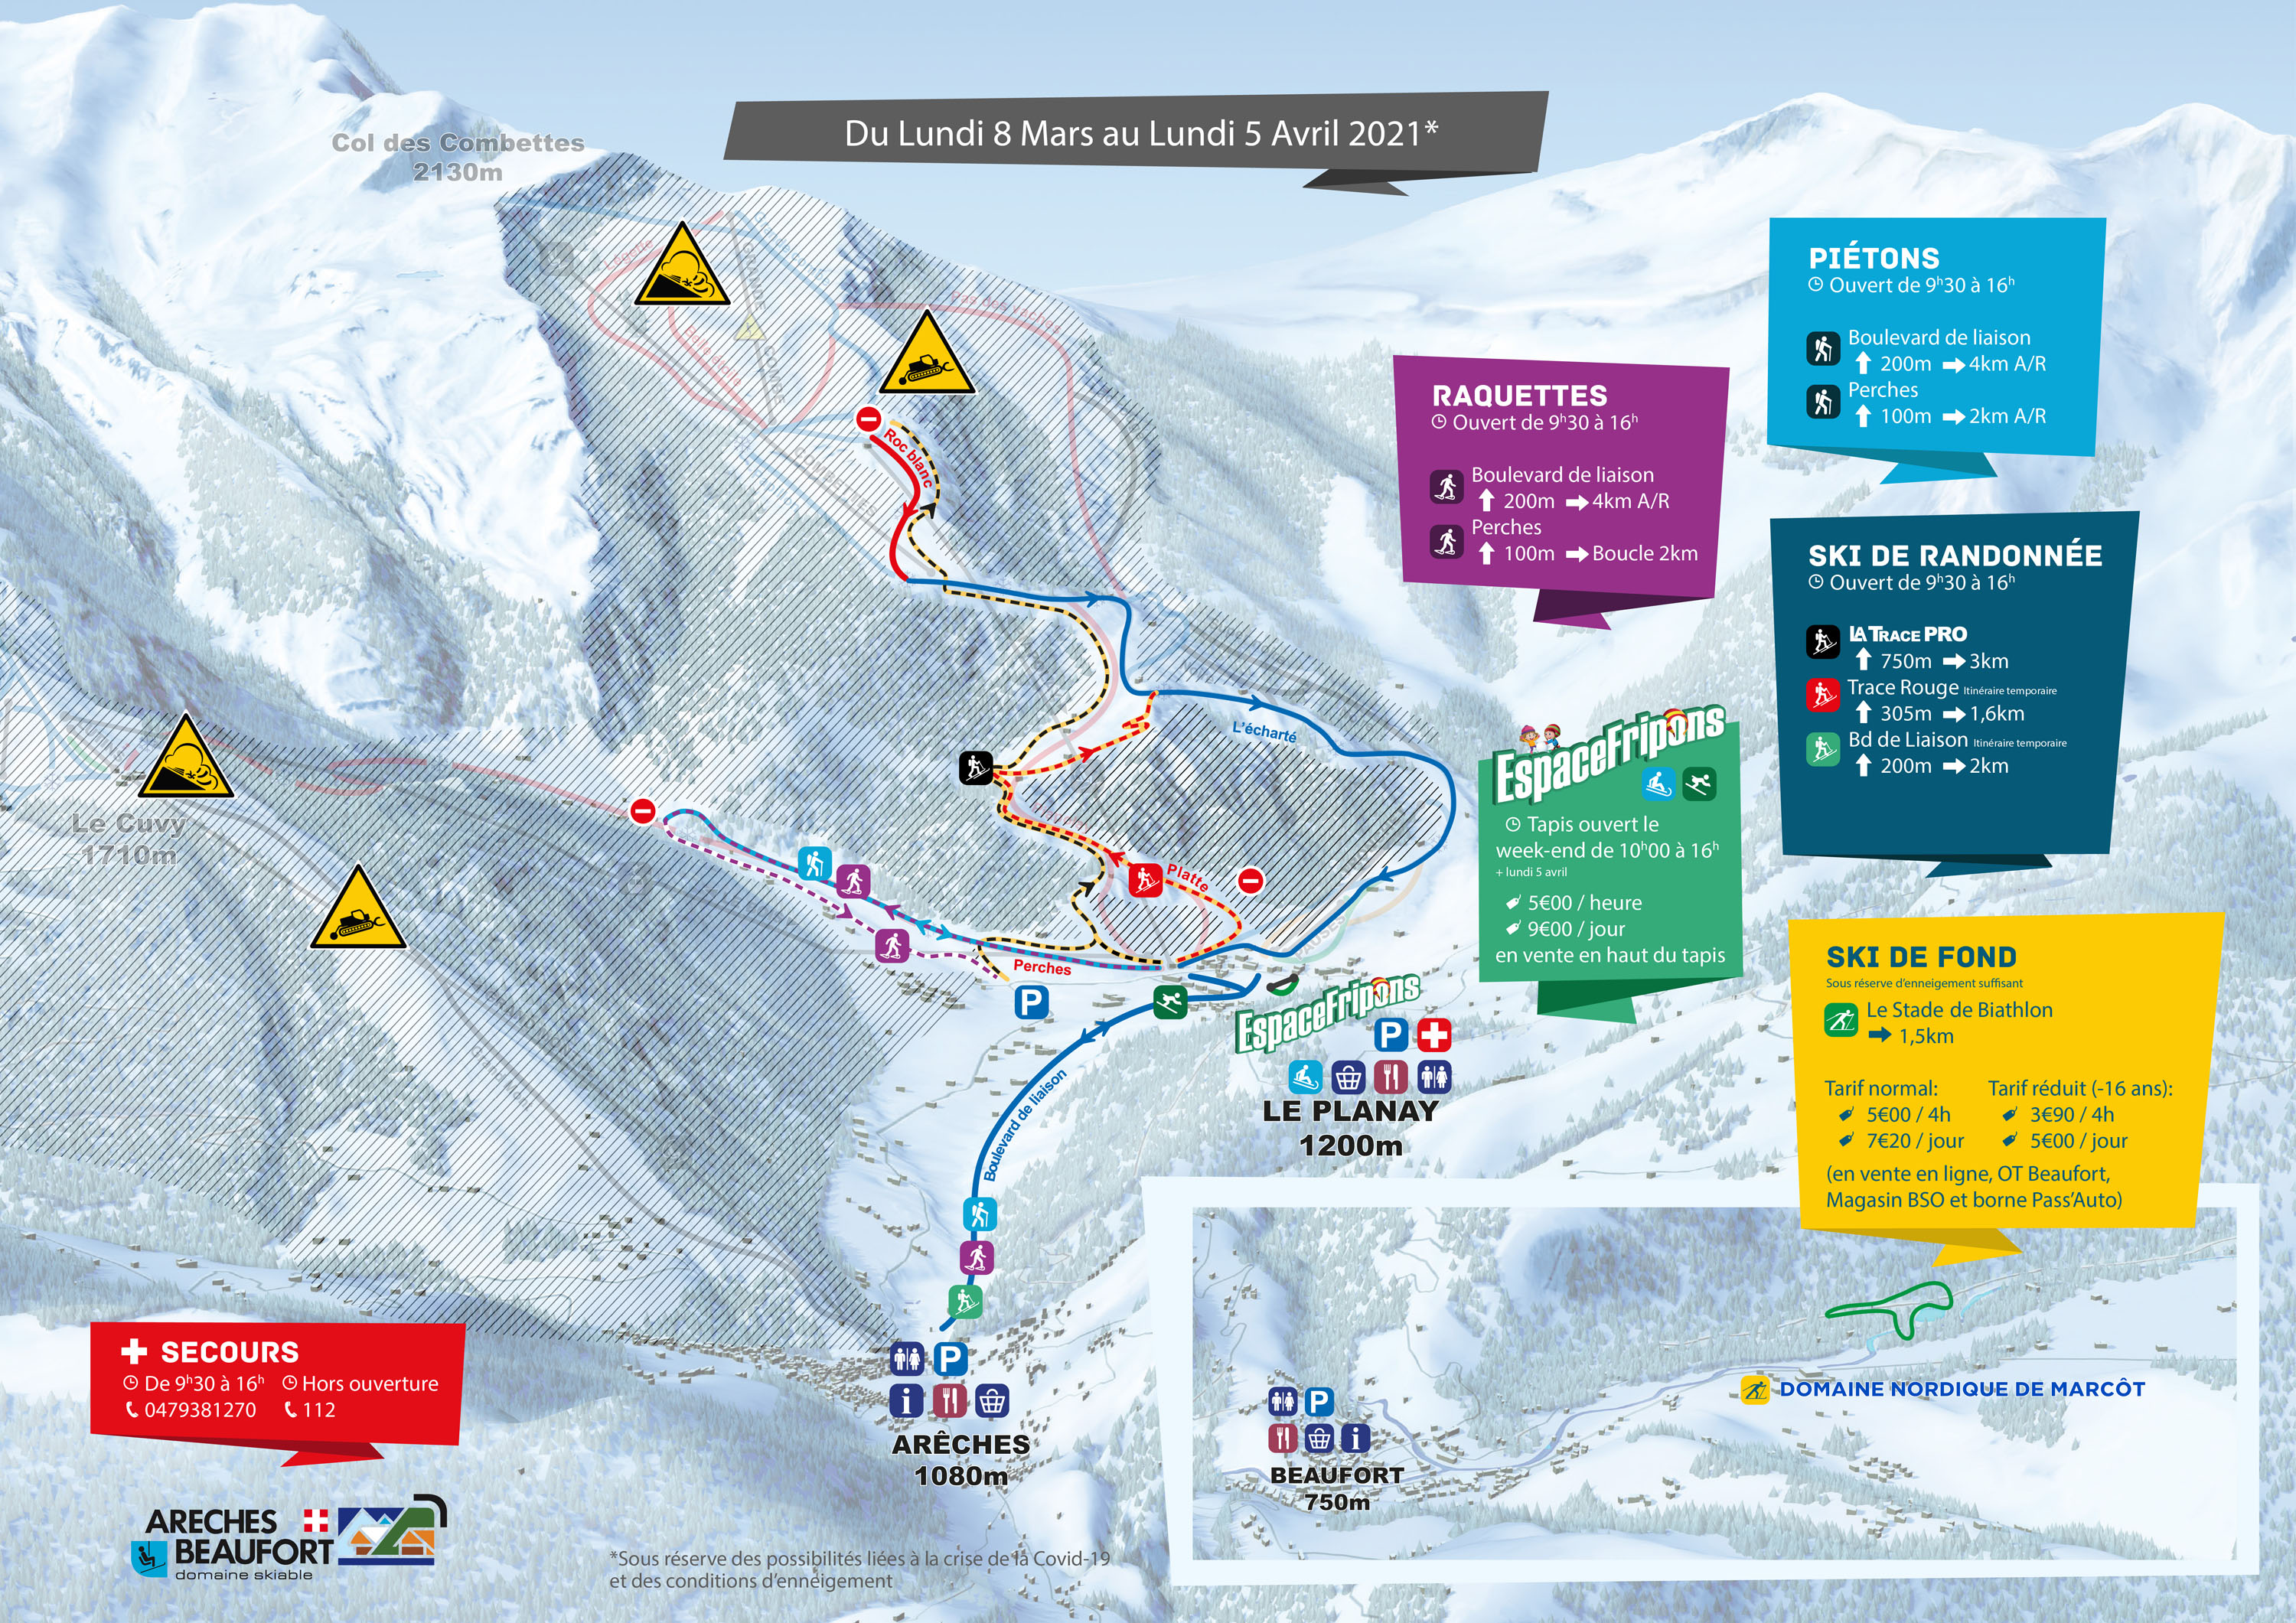 Du Lundi 8 Mars au Lundi 5 Avril 2021*
Col des Combettes
2130m
Légette
GRANDE COMBE
Belle étoile
Pas des vaches
Roc blanc
COMBETTES
L'écharté
Platte
Perches
Le Cuvy
1710m
Boulevard de liaison
P
EspaceFripons
P
LE PLANAY
1200m
P
i
ARÊCHES
1080m
PIÉTONS
Ouvert de 9h30 à 16h
Boulevard de liaison
200m 4km A/R
Perches
100m 2km A/R
RAQUETTES
Ouvert de 9h30 à 16h
Boulevard de liaison
200m 4km A/R
Perches
100m Boucle 2km
SKI DE RANDONNÉE
Ouvert de 9h30 à 16h
LA TRACE PRO
750m 3km
Trace Rouge Itinéraire temporaire
305m 1,6km
Bd de Liaison Itinéraire temporaire
200m 2km
EspaceFripons
Tapis ouvert le
week-end de 10h00 à 16h
+ lundi 5 avril
5€00 / heure
9€00 / jour
en vente en haut du tapis
SKI DE FOND
Sous réserve d'enneigement suffisant
Le Stade de Biathlon
1,5km
Tarif normal: Tarif réduit (-16 ans):
5€00 / 4h 3€90 / 4h
7€20 / jour 5€00 / jour
(en vente en ligne, OT Beaufort,
Magasin BSO et borne Pass'Auto)
DOMAINE NORDIQUE DE MARCÔT
P
i
BEAUFORT
750m
SECOURS
De 9h30 à 16h Hors ouverture
0479381270 112
ARECHES
BEAUFORT
domaine skiable
*Sous réserve des possibilités liées à la crise de la Covid-19
et des conditions d'enneigement